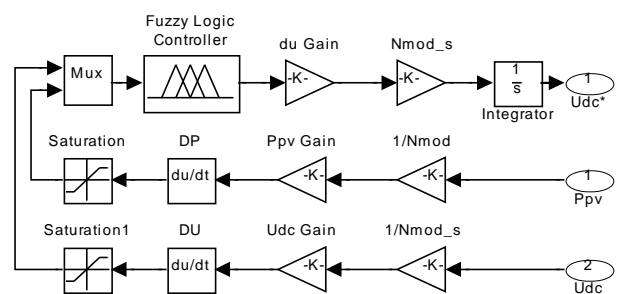 Fuzzy Logic
Controller
du Gain
Nmod_s
Mux
-K-
-K-
1
s
1
Integrator
Udc*
Saturation
DP
Ppv Gain
1/Nmod
du/dt
-K-
-K-
1
Ppv
Saturation1
DU
Udc Gain
1/Nmod_s
du/dt
-K-
-K-
2
Udc